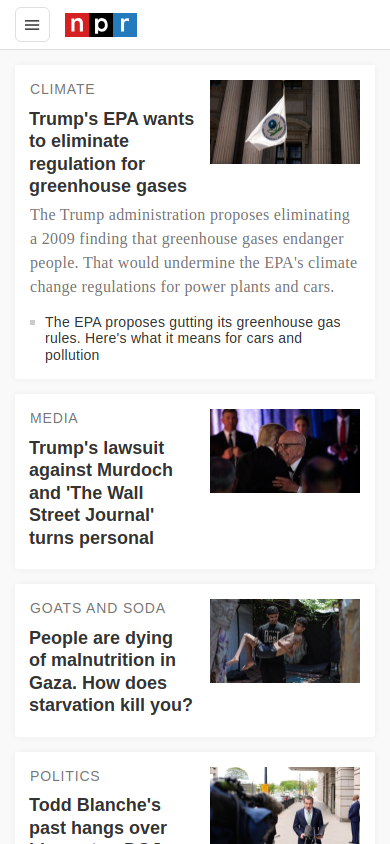 npr
CLIMATE
Trump's EPA wants
to eliminate
regulation for
greenhouse gases
The Trump administration proposes eliminating
a 2009 finding that greenhouse gases endanger
people. That would undermine the EPA's climate
change regulations for power plants and cars.
The EPA proposes gutting its greenhouse gas
rules. Here's what it means for cars and
pollution
MEDIA
Trump's lawsuit
against Murdoch
and 'The Wall
Street Journal'
turns personal
GOATS AND SODA
People are dying
of malnutrition in
Gaza. How does
starvation kill you?
POLITICS
Todd Blanche's
past hangs over